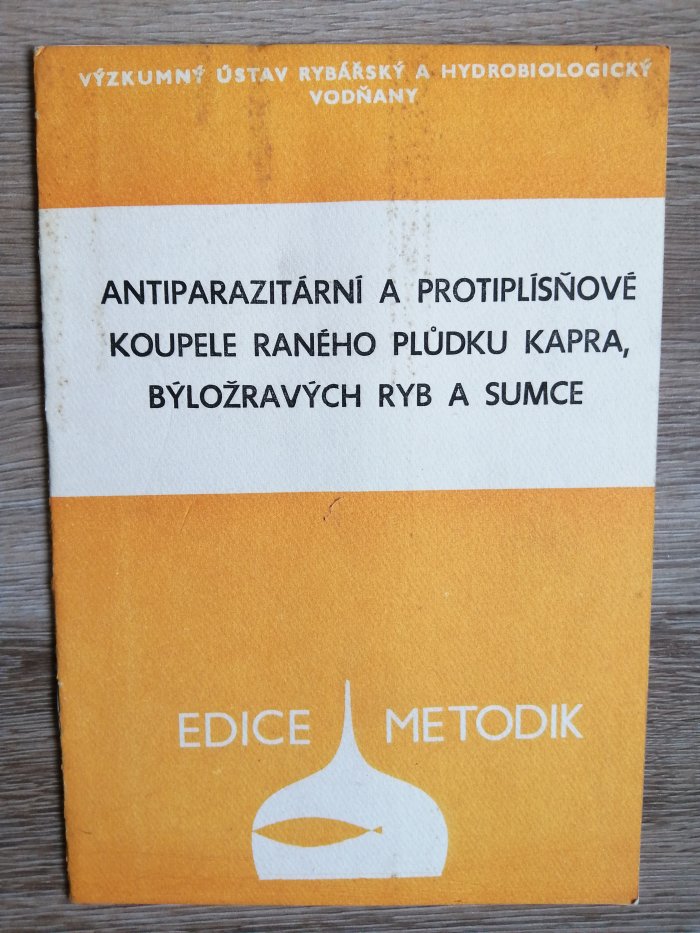 VÝZKUMNÝ ÚSTAV RYBÁŘSKÝ A HYDROBIOLOGICKÝ
VODŇANY
ANTIPARAZITÁRNÍ A PROTIPLÍSŇOVÉ
KOUPELE RANÉHO PLŮDKU KAPRA,
BÝLOŽRAVÝCH RYB A SUMCE
EDICE METODIK